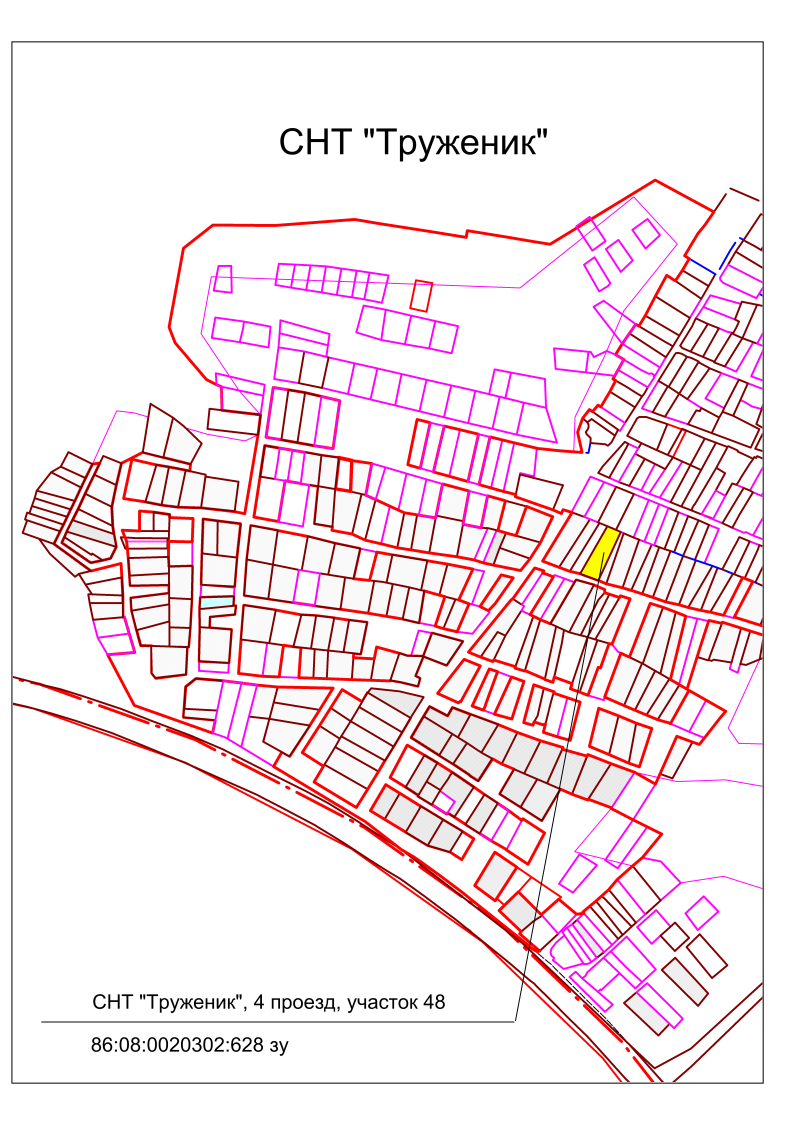 СНТ "Труженик"
СНТ "Труженик", 4 проезд, участок 48
86:08:0020302:628 зу